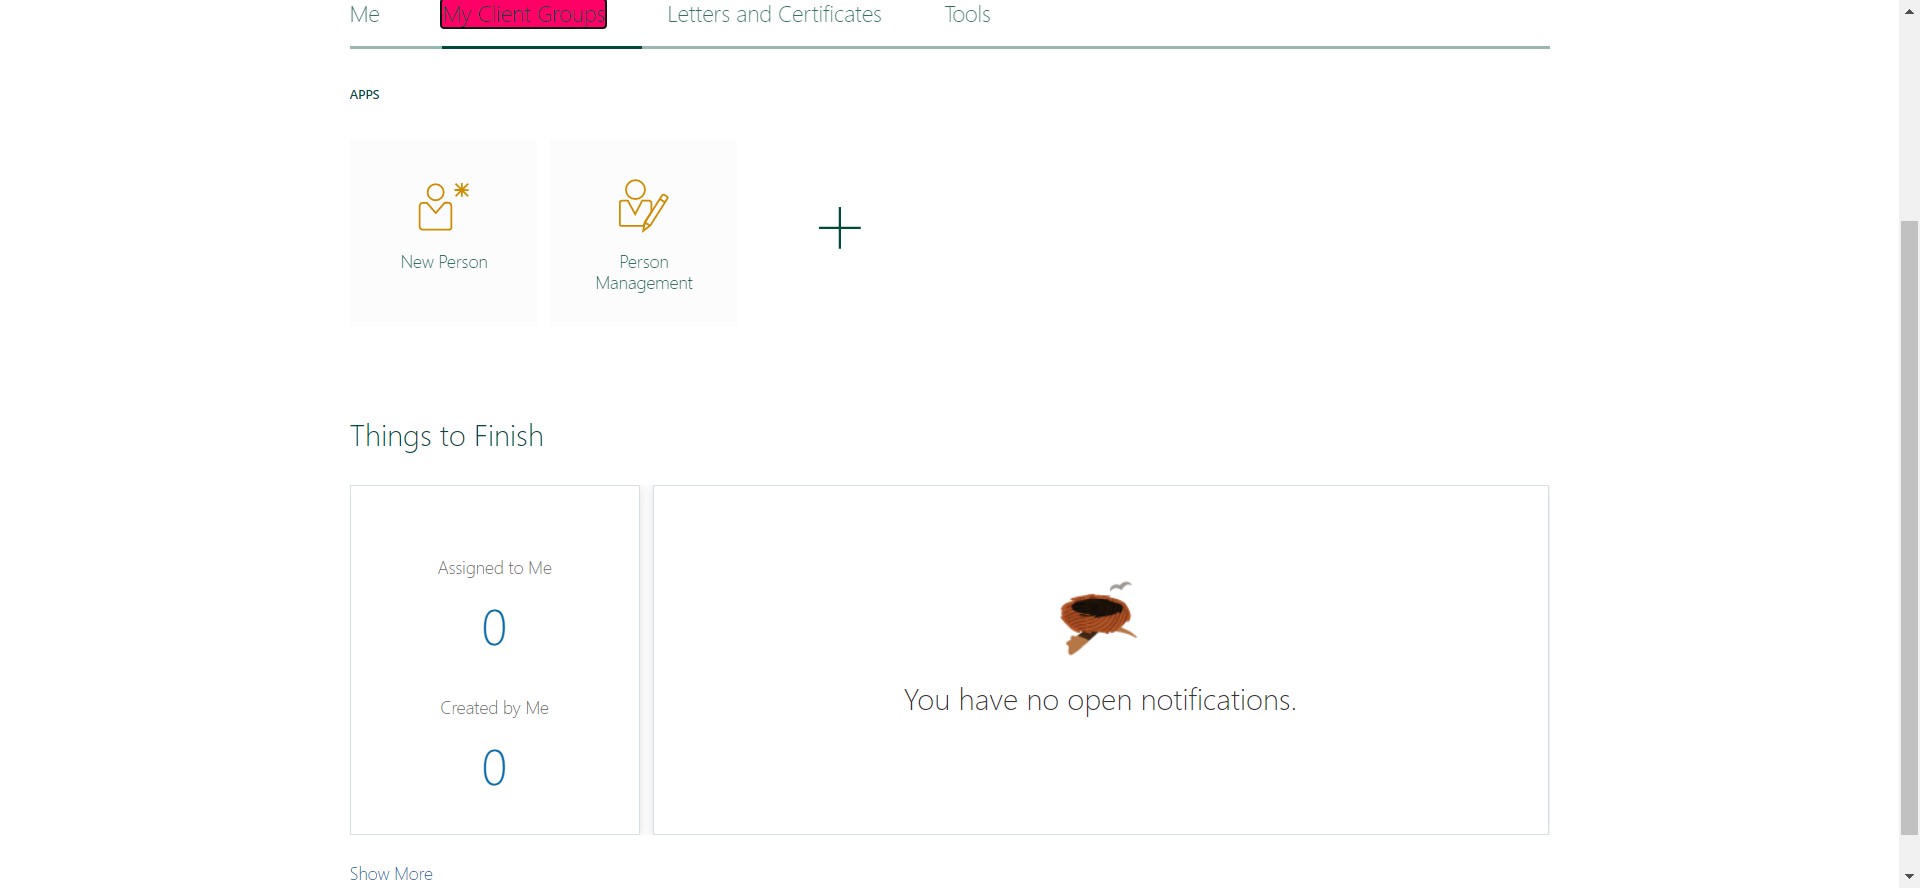 Me My Client Groups Letters and Certificates Tools
APPS
New Person
Person
Management
Things to Finish
Assigned to Me
0
Created by Me
0
You have no open notifications.
Show More